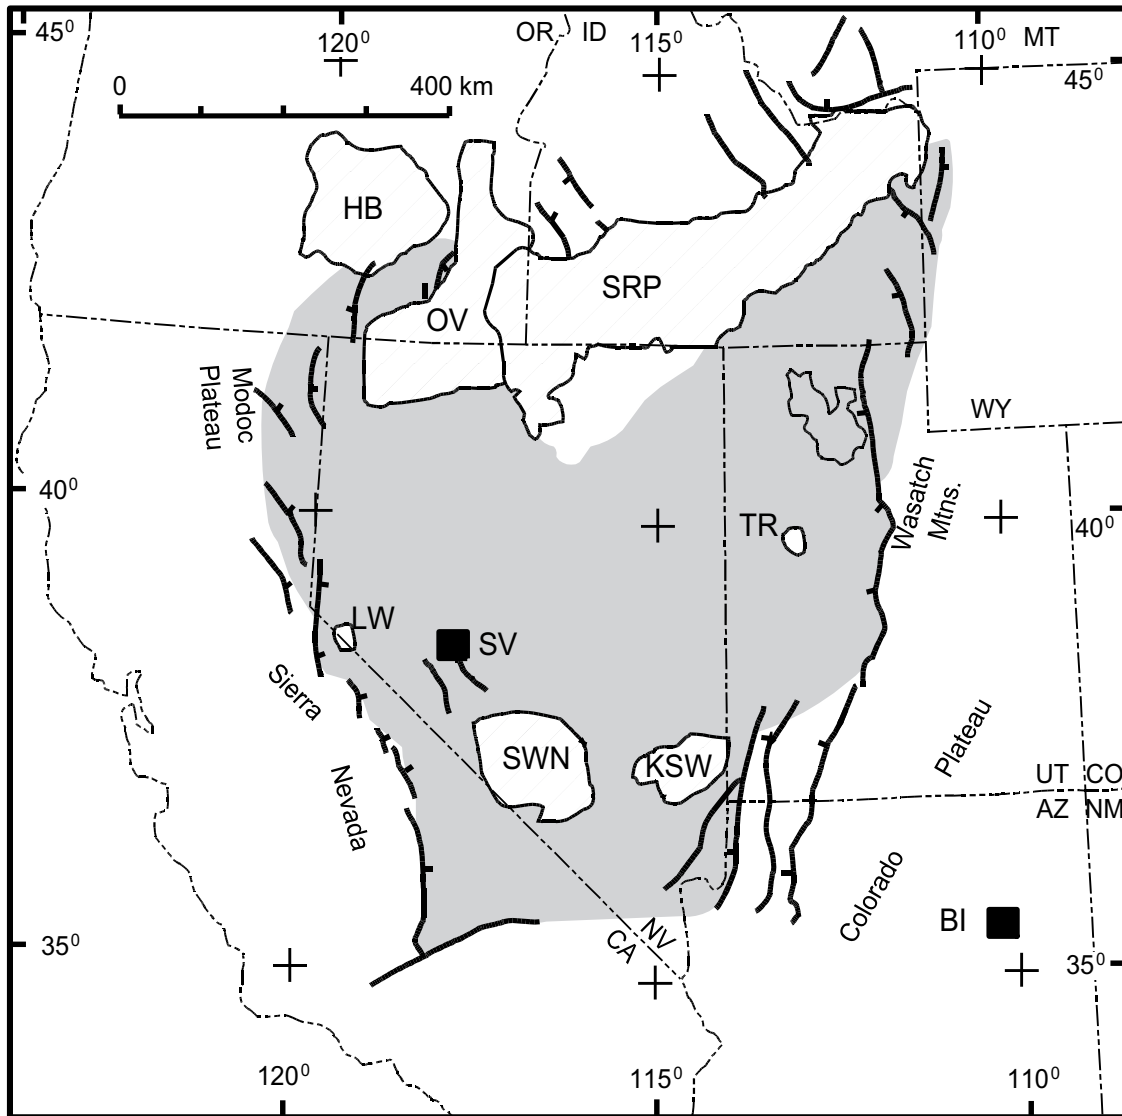 45⁰
120⁰
OR
ID
115⁰
110⁰
MT
45⁰
0
400 km
HB
SRP
OV
Modoc
Plateau
WY
Wasatch
Mtns.
40⁰
TR
40⁰
LW
SV
Sierra
Nevada
SWN
KSW
Plateau
UT
CO
AZ
NM
Colorado
BI
NV
CA
35⁰
35⁰
120⁰
115⁰
110⁰